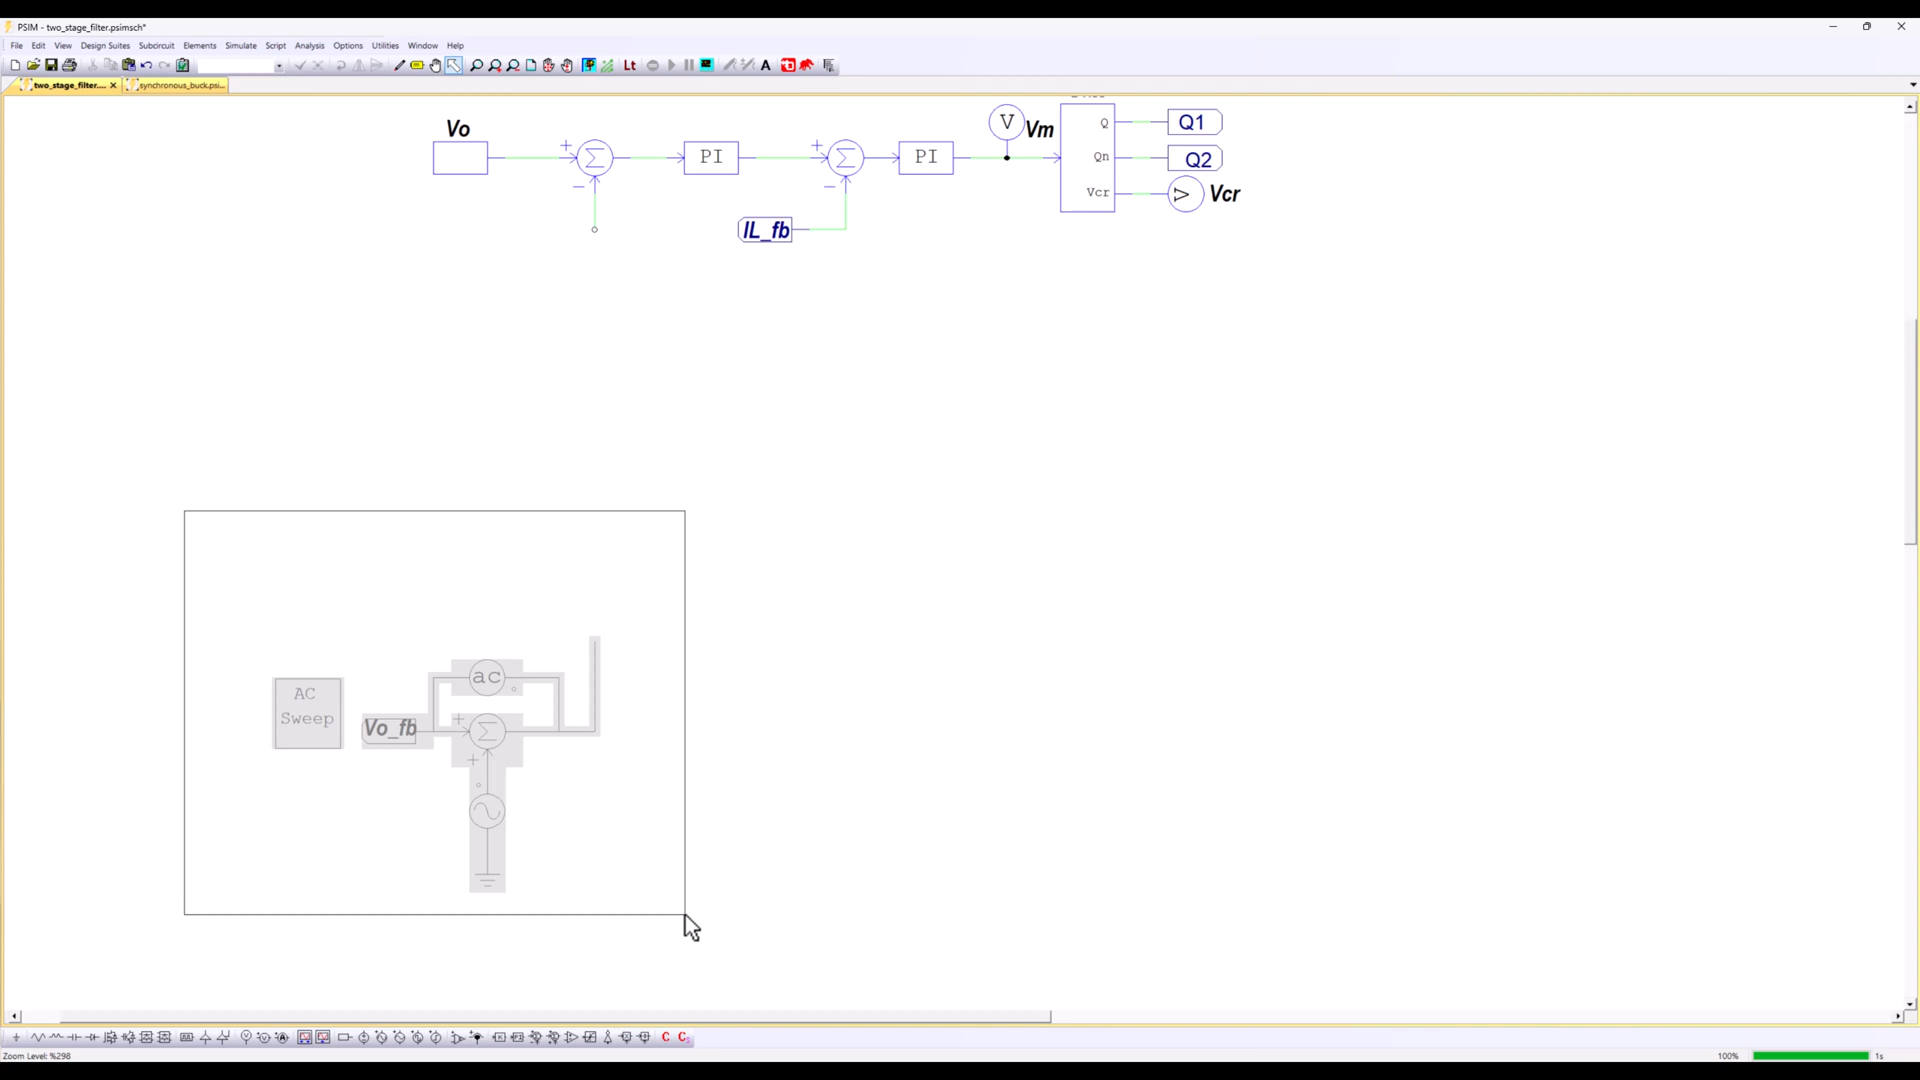 PSIM - two_stage_filter.psimsch*
File Edit View Design Suites Subcircuit Elements Simulate Script Analysis Options Utilities Window Help
Lt A
two_stage_filter.... synchronous_buck.psi...
Vo
+ Σ PI + Σ PI V Vm
Q Q1
Qn Q2
Vcr Vcr
− −
IL_fb
AC
Sweep
ac
Vo_fb + Σ
+
C C2
Zoom Level: %298 100% 1s